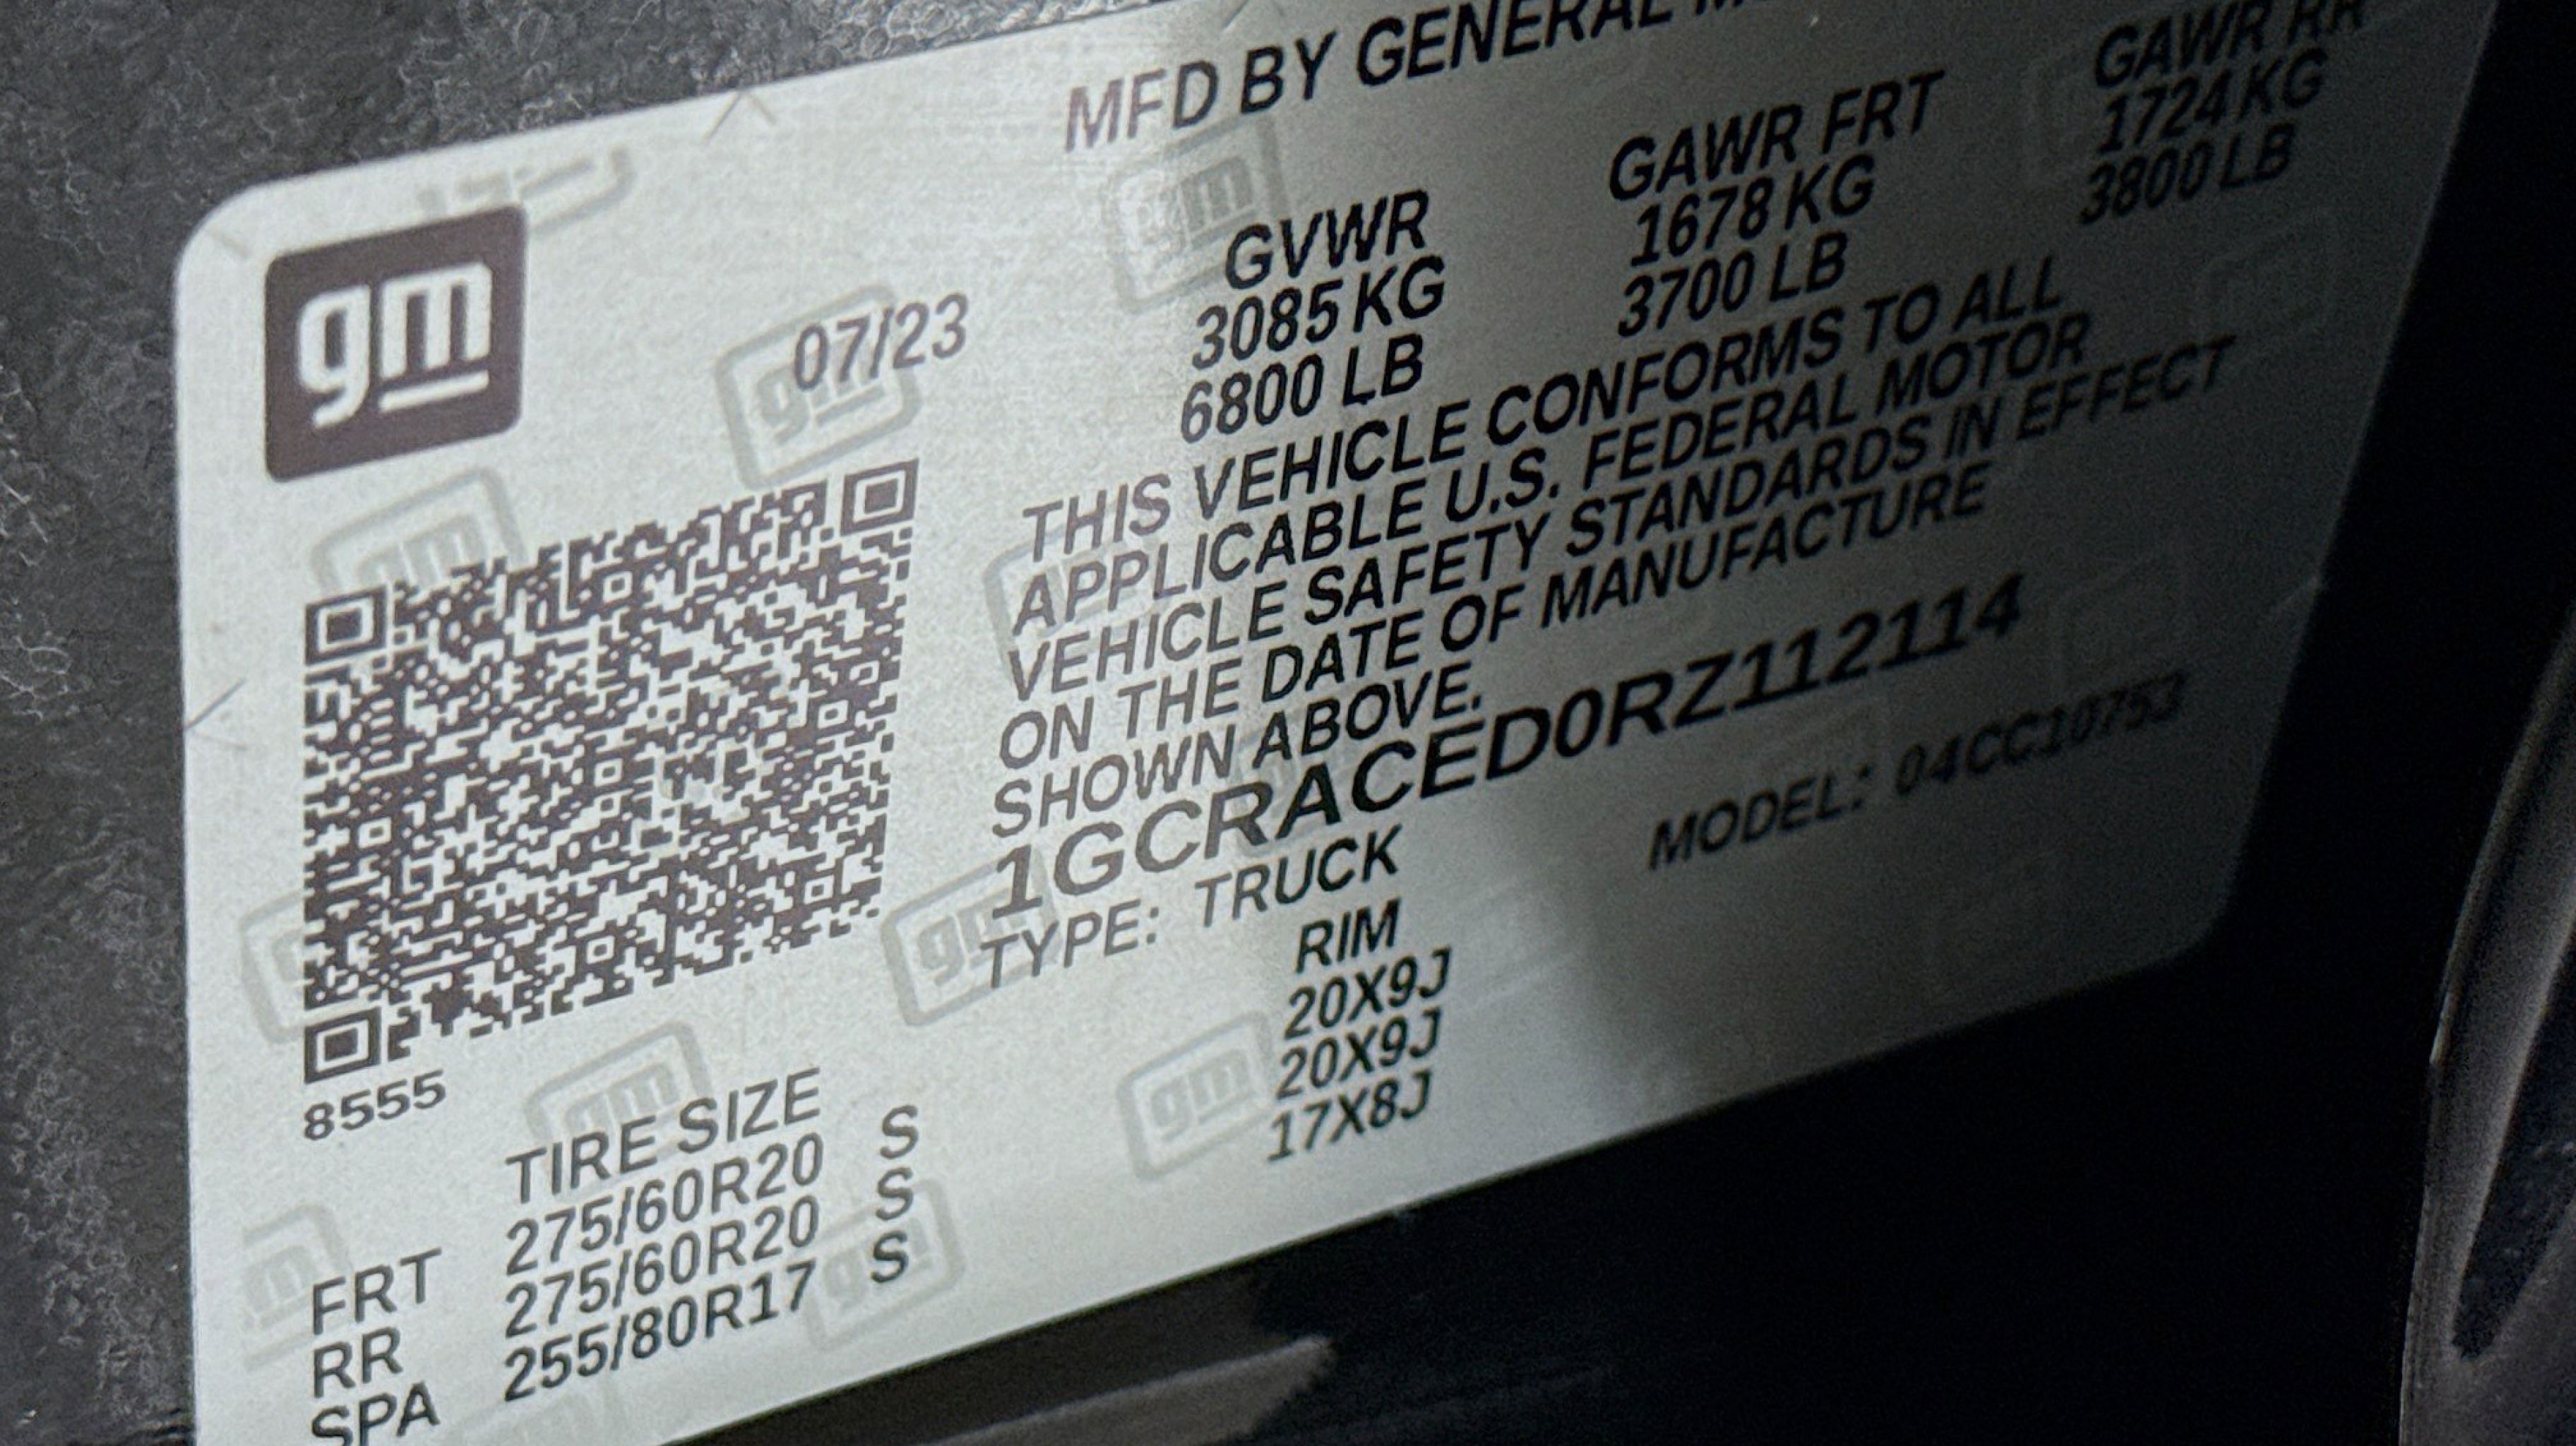 MFD BY GENERAL
gm
07/23
GVWR GAWR FRT GAWR RR
3085 KG 1678 KG 1724 KG
6800 LB 3700 LB 3800 LB
THIS VEHICLE CONFORMS TO ALL
APPLICABLE U.S. FEDERAL MOTOR
VEHICLE SAFETY STANDARDS IN EFFECT
ON THE DATE OF MANUFACTURE
SHOWN ABOVE.
1GCRACED0RZ112114
TYPE: TRUCK MODEL: 04CC10753
8555
TIRE SIZE RIM
FRT 275/60R20 S 20X9J
RR 275/60R20 S 20X9J
SPA 255/80R17 S 17X8J